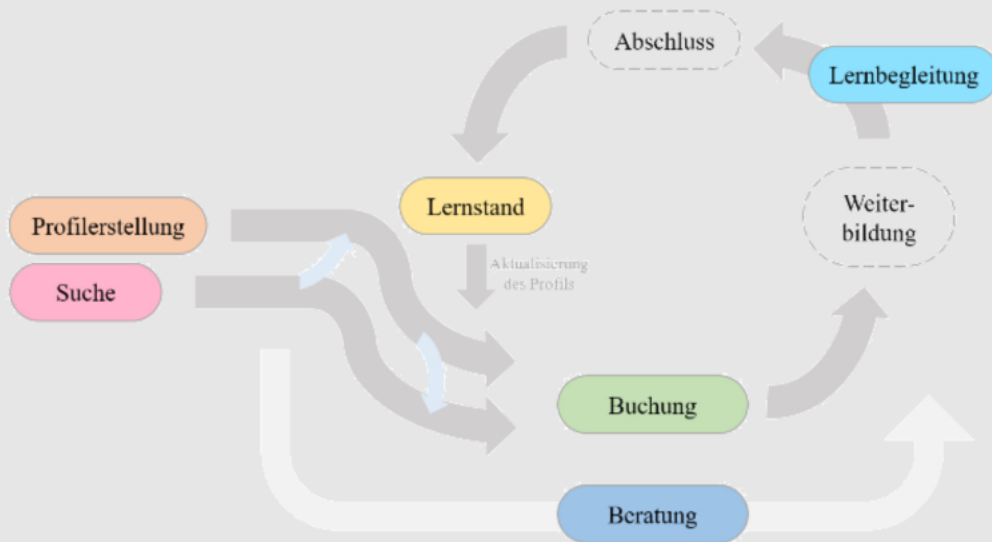 Abschluss
Lernbegleitung
Lernstand
Weiter-
bildung
Profilerstellung
Suche
Aktualisierung
des Profils
Buchung
Beratung